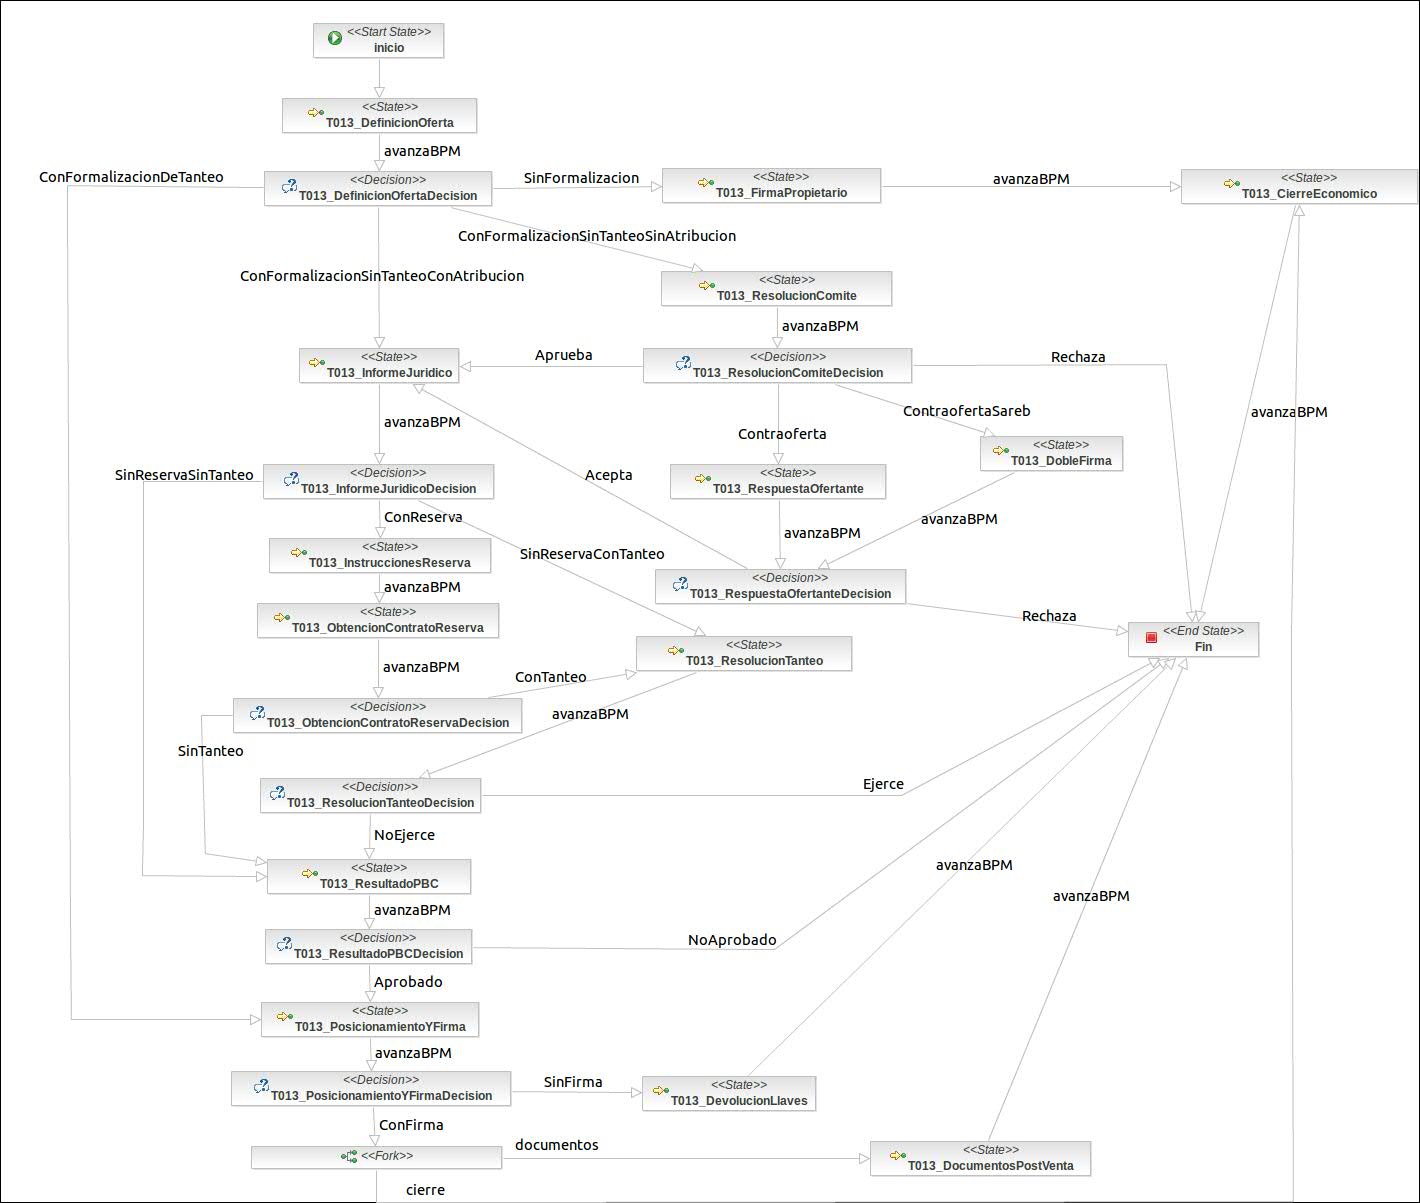 <<Start State>>
inicio
<<State>>
T013_DefinicionOferta
avanzaBPM
ConFormalizacionDeTanteo
<<Decision>>
T013_DefinicionOfertaDecision
SinFormalizacion
<<State>>
T013_FirmaPropietario
avanzaBPM
<<State>>
T013_CierreEconomico
ConFormalizacionSinTanteoSinAtribucion
ConFormalizacionSinTanteoConAtribucion
<<State>>
T013_ResolucionComite
avanzaBPM
<<State>>
T013_InformeJuridico
Aprueba
<<Decision>>
T013_ResolucionComiteDecision
Rechaza
avanzaBPM
avanzaBPM
ContraofertaSareb
Contraoferta
<<State>>
T013_DobleFirma
SinReservaSinTanteo
<<Decision>>
T013_InformeJuridicoDecision
Acepta
<<State>>
T013_RespuestaOfertante
ConReserva
avanzaBPM
avanzaBPM
<<State>>
T013_InstruccionesReserva
SinReservaConTanteo
avanzaBPM
<<Decision>>
T013_RespuestaOfertanteDecision
<<State>>
T013_ObtencionContratoReserva
Rechaza
<<End State>>
Fin
<<State>>
T013_ResolucionTanteo
avanzaBPM
ConTanteo
<<Decision>>
T013_ObtencionContratoReservaDecision
avanzaBPM
SinTanteo
<<Decision>>
T013_ResolucionTanteoDecision
Ejerce
NoEjerce
<<State>>
T013_ResultadoPBC
avanzaBPM
avanzaBPM
avanzaBPM
<<Decision>>
T013_ResultadoPBCDecision
NoAprobado
Aprobado
<<State>>
T013_PosicionamientoYFirma
avanzaBPM
<<Decision>>
T013_PosicionamientoYFirmaDecision
SinFirma
<<State>>
T013_DevolucionLlaves
ConFirma
<<Fork>>
documentos
<<State>>
T013_DocumentosPostVenta
cierre